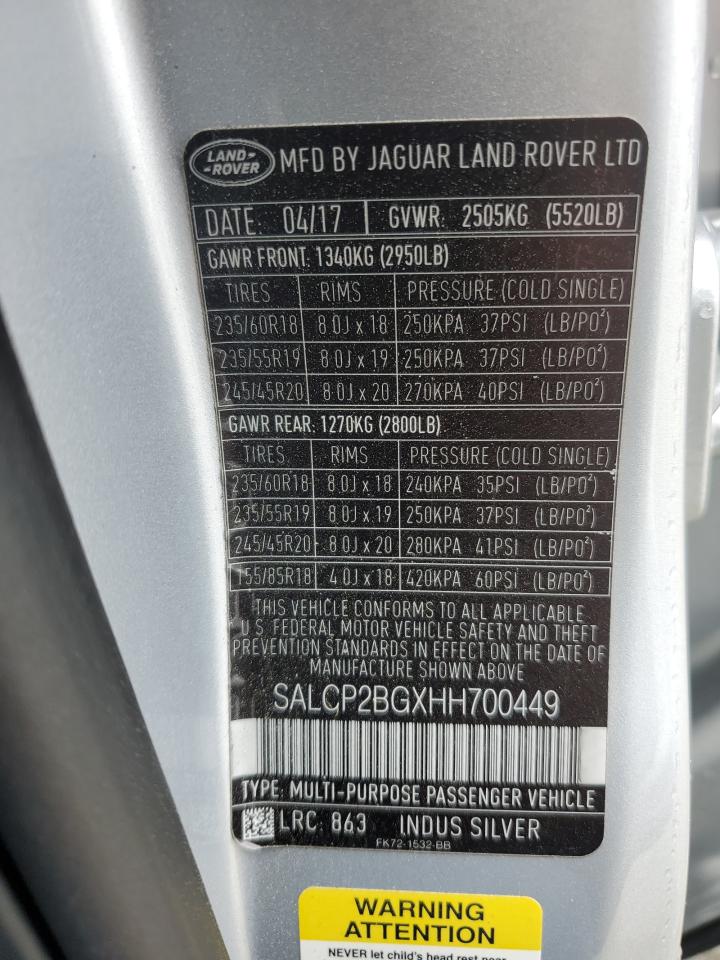 LAND-
-ROVER
MFD BY JAGUAR LAND ROVER LTD
DATE: 04/17 GVWR: 2505KG (5520LB)
GAWR FRONT: 1340KG (2950LB)
TIRES RIMS PRESSURE (COLD SINGLE)
235/60R18 8.0J x 18 250KPA 37PSI (LB/PO²)
235/55R19 8.0J x 19 250KPA 37PSI (LB/PO²)
245/45R20 8.0J x 20 270KPA 40PSI (LB/PO²)
GAWR REAR: 1270KG (2800LB)
TIRES RIMS PRESSURE (COLD SINGLE)
235/60R18 8.0J x 18 240KPA 35PSI (LB/PO²)
235/55R19 8.0J x 19 250KPA 37PSI (LB/PO²)
245/45R20 8.0J x 20 280KPA 41PSI (LB/PO²)
155/85R18 4.0J x 18 420KPA 60PSI (LB/PO²)
THIS VEHICLE CONFORMS TO ALL APPLICABLE
U.S. FEDERAL MOTOR VEHICLE SAFETY AND THEFT
PREVENTION STANDARDS IN EFFECT ON THE DATE OF
MANUFACTURE SHOWN ABOVE
SALCP2BGXHH700449
TYPE: MULTI-PURPOSE PASSENGER VEHICLE
LRC: 863 INDUS SILVER
FK72-1532-BB
WARNING
ATTENTION
NEVER let child's head rest near